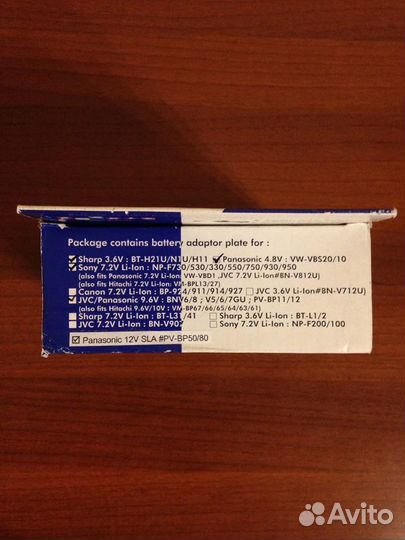 Package contains battery adaptor plate for :
Sharp 3.6V : BT-H21U/N1U/H11 Panasonic 4.8V : VW-VBS20/10
Sony 7.2V Li-Ion : NP-F730/530/330/550/750/930/950
(also fits Panasonic 7.2V Li-Ion: VW-VBD1 ,JVC 7.2V Li-Ion#BN-V812U)
(also fits Hitachi 7.2V Li-Ion: VM-BPL13/27)
Canon 7.2V Li-Ion : BP-924/911/914/927 JVC 3.6V Li-Ion#BN-V712U)
JVC/Panasonic 9.6V : BNV6/8 ; V5/6/7GU ; PV-BP11/12
(also fits Hitachi 9.6V/10V : VM-BP67/66/65/64/63/61)
Sharp 7.2V Li-Ion : BT-L31/41 Sharp 3.6V Li-Ion : BT-L1/2
JVC 7.2V Li-Ion : BN-V907 Sony 7.2V Li-Ion : NP-F200/100
Panasonic 12V SLA #PV-BP50/80
Avito